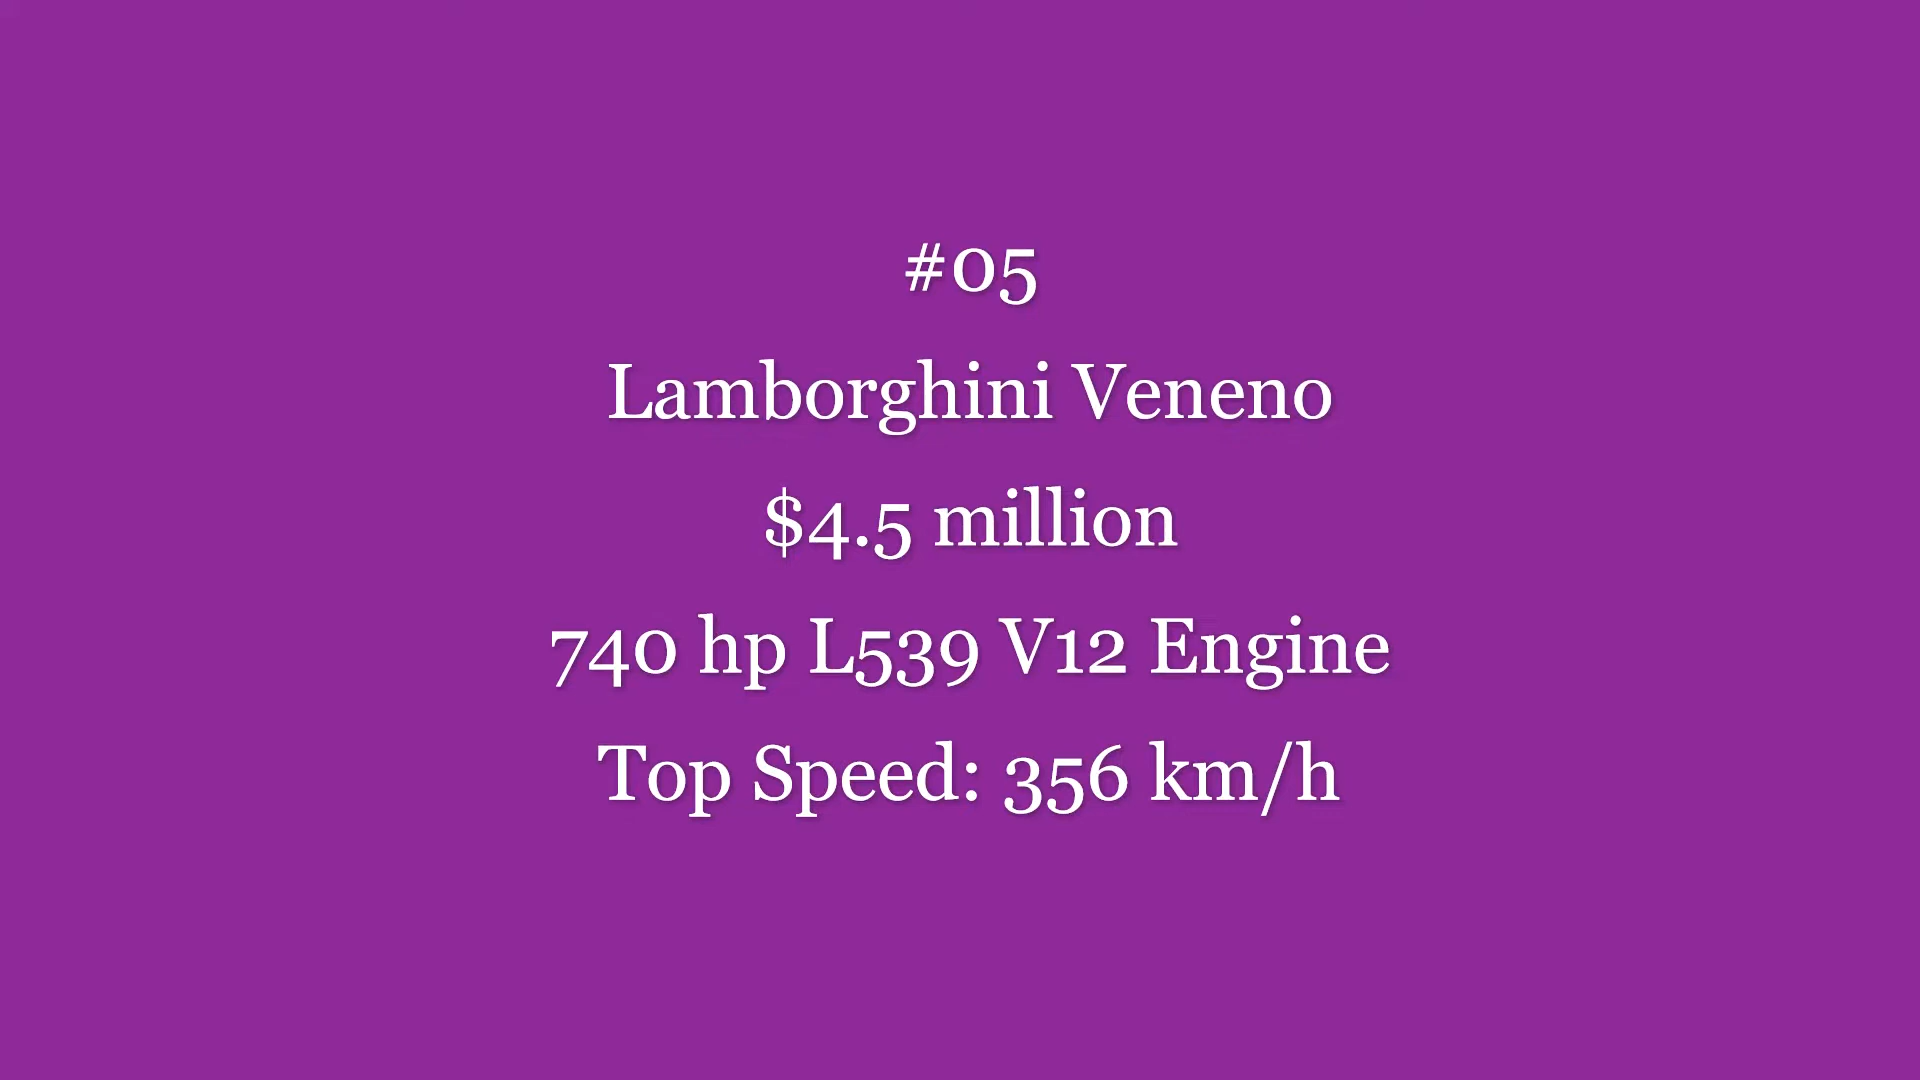 #05
Lamborghini Veneno
$4.5 million
740 hp L539 V12 Engine
Top Speed: 356 km/h